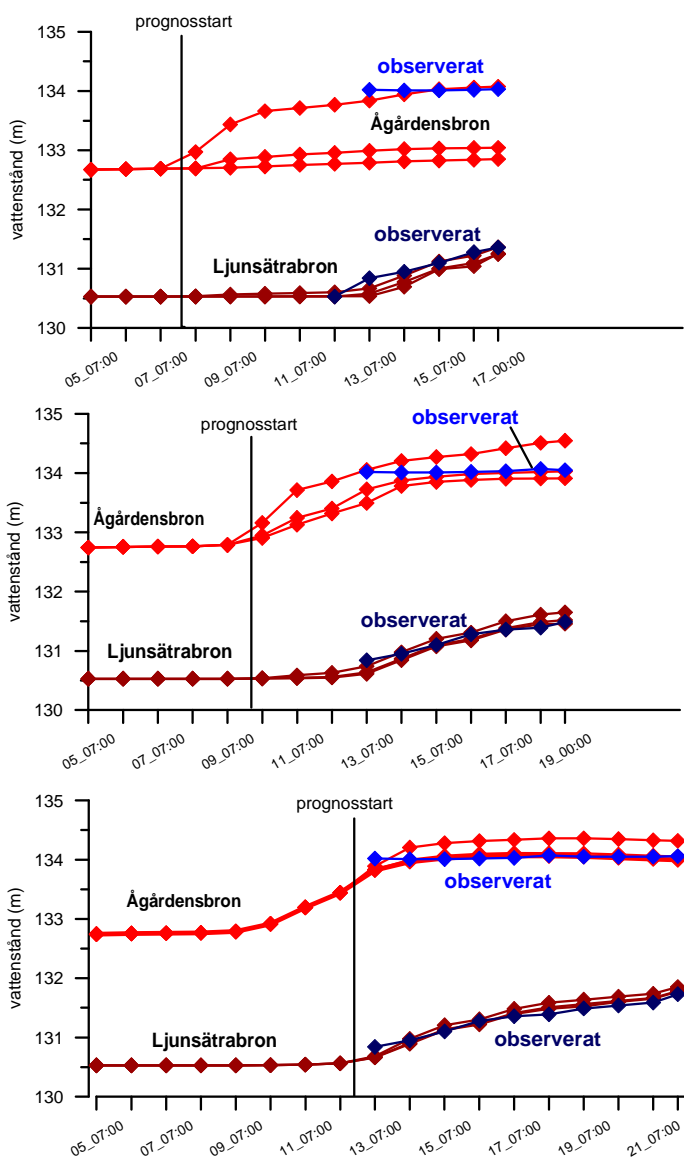 prognosstart
135
134
133
132
131
130
vattenstånd (m)
observerat
Ågårdensbron
observerat
Ljunsätrabron
05_07:00
07_07:00
09_07:00
11_07:00
13_07:00
15_07:00
17_00:00
135
134
133
132
131
130
vattenstånd (m)
prognosstart
observerat
Ågårdensbron
observerat
Ljunsätrabron
05_07:00
07_07:00
09_07:00
11_07:00
13_07:00
15_07:00
17_07:00
19_00:00
prognosstart
135
134
133
132
131
130
vattenstånd (m)
Ågårdensbron
observerat
Ljunsätrabron
observerat
05_07:00
07_07:00
09_07:00
11_07:00
13_07:00
15_07:00
17_07:00
19_07:00
21_07:00